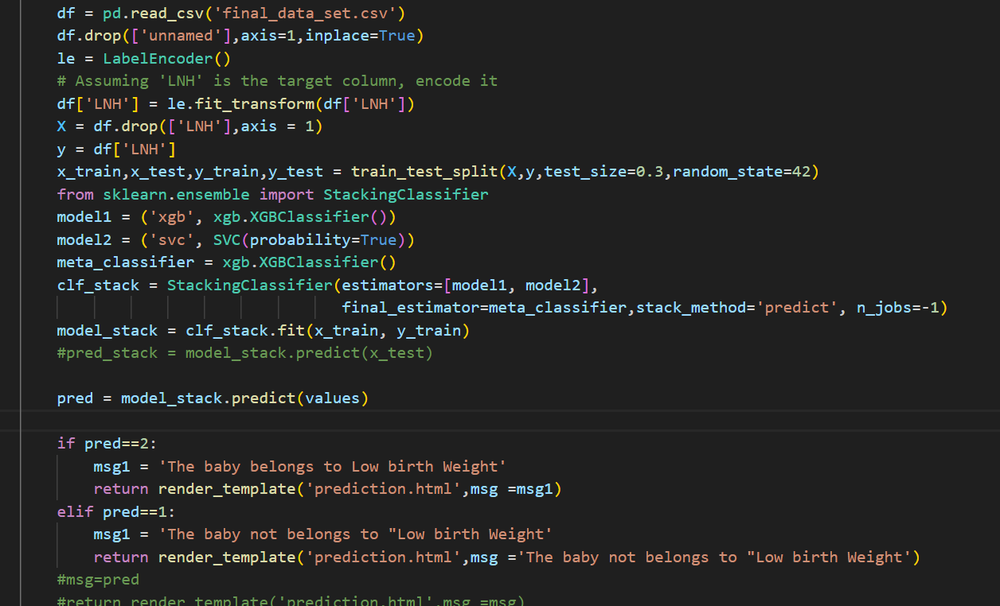 df = pd.read_csv('final_data_set.csv')
df.drop(['unnamed'],axis=1,inplace=True)
le = LabelEncoder()
# Assuming 'LNH' is the target column, encode it
df['LNH'] = le.fit_transform(df['LNH'])
X = df.drop(['LNH'],axis = 1)
y = df['LNH']
x_train,x_test,y_train,y_test = train_test_split(X,y,test_size=0.3,random_state=42)
from sklearn.ensemble import StackingClassifier
model1 = ('xgb', xgb.XGBClassifier())
model2 = ('svc', SVC(probability=True))
meta_classifier = xgb.XGBClassifier()
clf_stack = StackingClassifier(estimators=[model1, model2],
final_estimator=meta_classifier,stack_method='predict', n_jobs=-1)
model_stack = clf_stack.fit(x_train, y_train)
#pred_stack = model_stack.predict(x_test)
pred = model_stack.predict(values)
if pred==2:
msg1 = 'The baby belongs to Low birth Weight'
return render_template('prediction.html',msg =msg1)
elif pred==1:
msg1 = 'The baby not belongs to "Low birth Weight'
return render_template('prediction.html',msg ='The baby not belongs to "Low birth Weight')
#msg=pred
#return render_template('prediction.html',msg =msg)